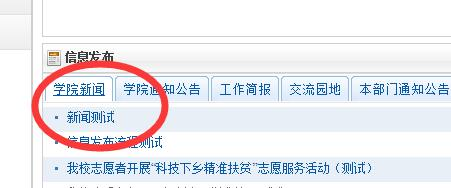 信息发布
学院新闻 学院通知公告 工作简报 交流园地 本部门通知公告
新闻测试
信息发布流程测试
我校志愿者开展“科技下乡精准扶贫”志愿服务活动（测试）